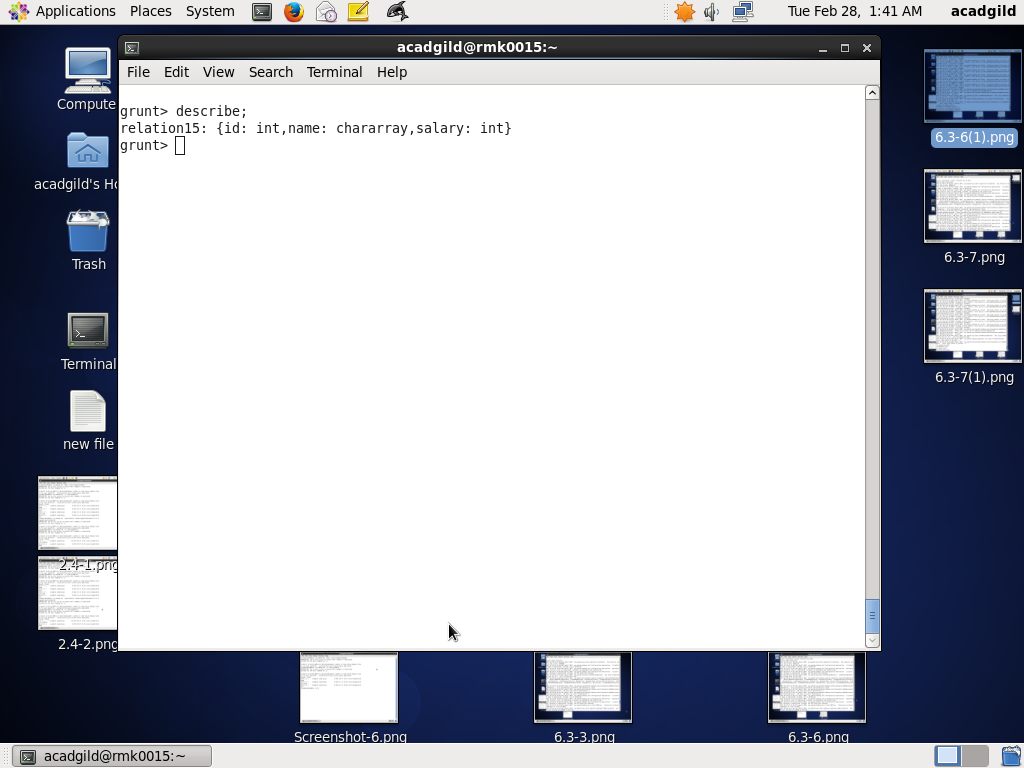 Applications Places System
Tue Feb 28, 1:41 AM acadgild
acadgild@rmk0015:~
File Edit View Search Terminal Help
grunt> describe;
relation15: {id: int,name: chararray,salary: int}
grunt>
Compute
acadgild's Ho
Trash
Terminal
new file
2.4-1.png
2.4-2.png
6.3-6(1).png
6.3-7.png
6.3-7(1).png
Screenshot-6.png
6.3-3.png
6.3-6.png
acadgild@rmk0015:~